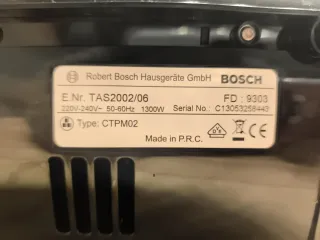 Robert Bosch Hausgeräte GmbH BOSCH
E.Nr. TAS2002/06 FD : 9303
220V-240V~ 50-60Hz 1300W Serial No.: C13053258443
Type: CTPM02
Made in P.R.C.